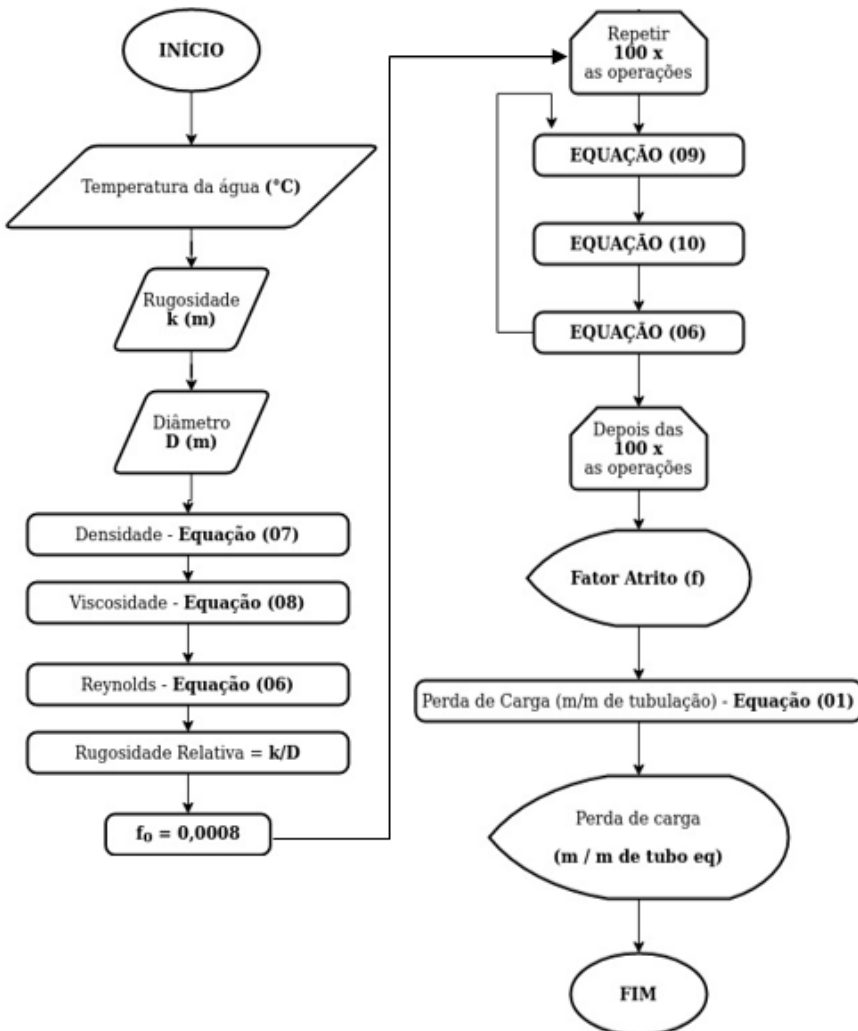 INÍCIO
Temperatura da água (°C)
Rugosidade
k (m)
Diâmetro
D (m)
Densidade - Equação (07)
Viscosidade - Equação (08)
Reynolds - Equação (06)
Rugosidade Relativa = k/D
f₀ = 0,0008
Repetir
100 x
as operações
EQUAÇÃO (09)
EQUAÇÃO (10)
EQUAÇÃO (06)
Depois das
100 x
as operações
Fator Atrito (f)
Perda de Carga (m/m de tubulação) - Equação (01)
Perda de carga
(m / m de tubo eq)
FIM